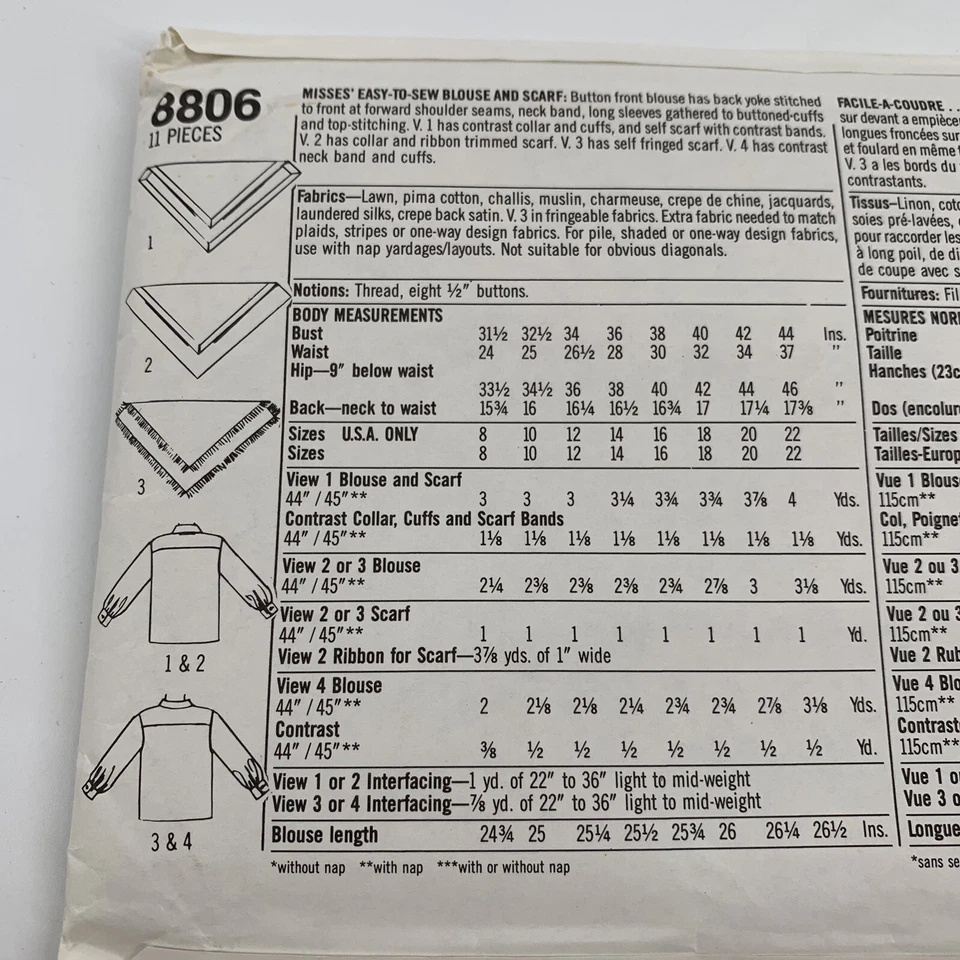 8806
11 PIECES
1
2
3
1 & 2
3 & 4
MISSES' EASY-TO-SEW BLOUSE AND SCARF: Button front blouse has back yoke stitched
to front at forward shoulder seams, neck band, long sleeves gathered to buttoned-cuffs
and top-stitching. V. 1 has contrast collar and cuffs, and self scarf with contrast bands.
V. 2 has collar and ribbon trimmed scarf. V. 3 has self fringed scarf. V. 4 has contrast
neck band and cuffs.
Fabrics—Lawn, pima cotton, challis, muslin, charmeuse, crepe de chine, jacquards,
laundered silks, crepe back satin. V. 3 in fringeable fabrics. Extra fabric needed to match
plaids, stripes or one-way design fabrics. For pile, shaded or one-way design fabrics,
use with nap yardages/layouts. Not suitable for obvious diagonals.
Notions: Thread, eight ½" buttons.
BODY MEASUREMENTS
Bust 31½ 32½ 34 36 38 40 42 44 Ins.
Waist 24 25 26½ 28 30 32 34 37 "
Hip—9" below waist
33½ 34½ 36 38 40 42 44 46 "
Back—neck to waist 15¾ 16 16¼ 16½ 16¾ 17 17¼ 17⅜ "
Sizes U.S.A. ONLY 8 10 12 14 16 18 20 22
Sizes 8 10 12 14 16 18 20 22
View 1 Blouse and Scarf
44" / 45"** 3 3 3 3¼ 3¾ 3¾ 3⅞ 4 Yds.
Contrast Collar, Cuffs and Scarf Bands
44" / 45"** 1⅛ 1⅛ 1⅛ 1⅛ 1⅛ 1⅛ 1⅛ 1⅛ Yds.
View 2 or 3 Blouse
44" / 45"** 2¼ 2⅜ 2⅜ 2⅜ 2¾ 2⅞ 3 3⅛ Yds.
View 2 or 3 Scarf
44" / 45"** 1 1 1 1 1 1 1 1 Yd.
View 2 Ribbon for Scarf—3⅞ yds. of 1" wide
View 4 Blouse
44" / 45"** 2 2⅛ 2⅛ 2¼ 2¾ 2¾ 2⅞ 3⅛ Yds.
Contrast
44" / 45"** ⅜ ½ ½ ½ ½ ½ ½ ½ Yd.
View 1 or 2 Interfacing—1 yd. of 22" to 36" light to mid-weight
View 3 or 4 Interfacing—⅞ yd. of 22" to 36" light to mid-weight
Blouse length 24¾ 25 25¼ 25½ 25¾ 26 26¼ 26½ Ins.
*without nap **with nap ***with or without nap
FACILE-A-COUDRE . .
sur devant a empièce
longues froncées sur
et foulard en même t
V. 3 a les bords du
contrastants.
Tissus—Linon, coto
soies pré-lavées,
pour raccorder les
à long poil, de di
de coupe avec s
Fournitures: Fil
MESURES NOR
Poitrine
Taille
Hanches (23c
Dos (encolur
Tailles/Sizes
Tailles-Europ
Vue 1 Blous
115cm**
Col, Poigne
115cm**
Vue 2 ou 3
115cm**
Vue 2 ou 3
115cm**
Vue 2 Rub
Vue 4 Blo
115cm**
Contrast
115cm**
Vue 1 o
Vue 3 o
Longue
*sans se